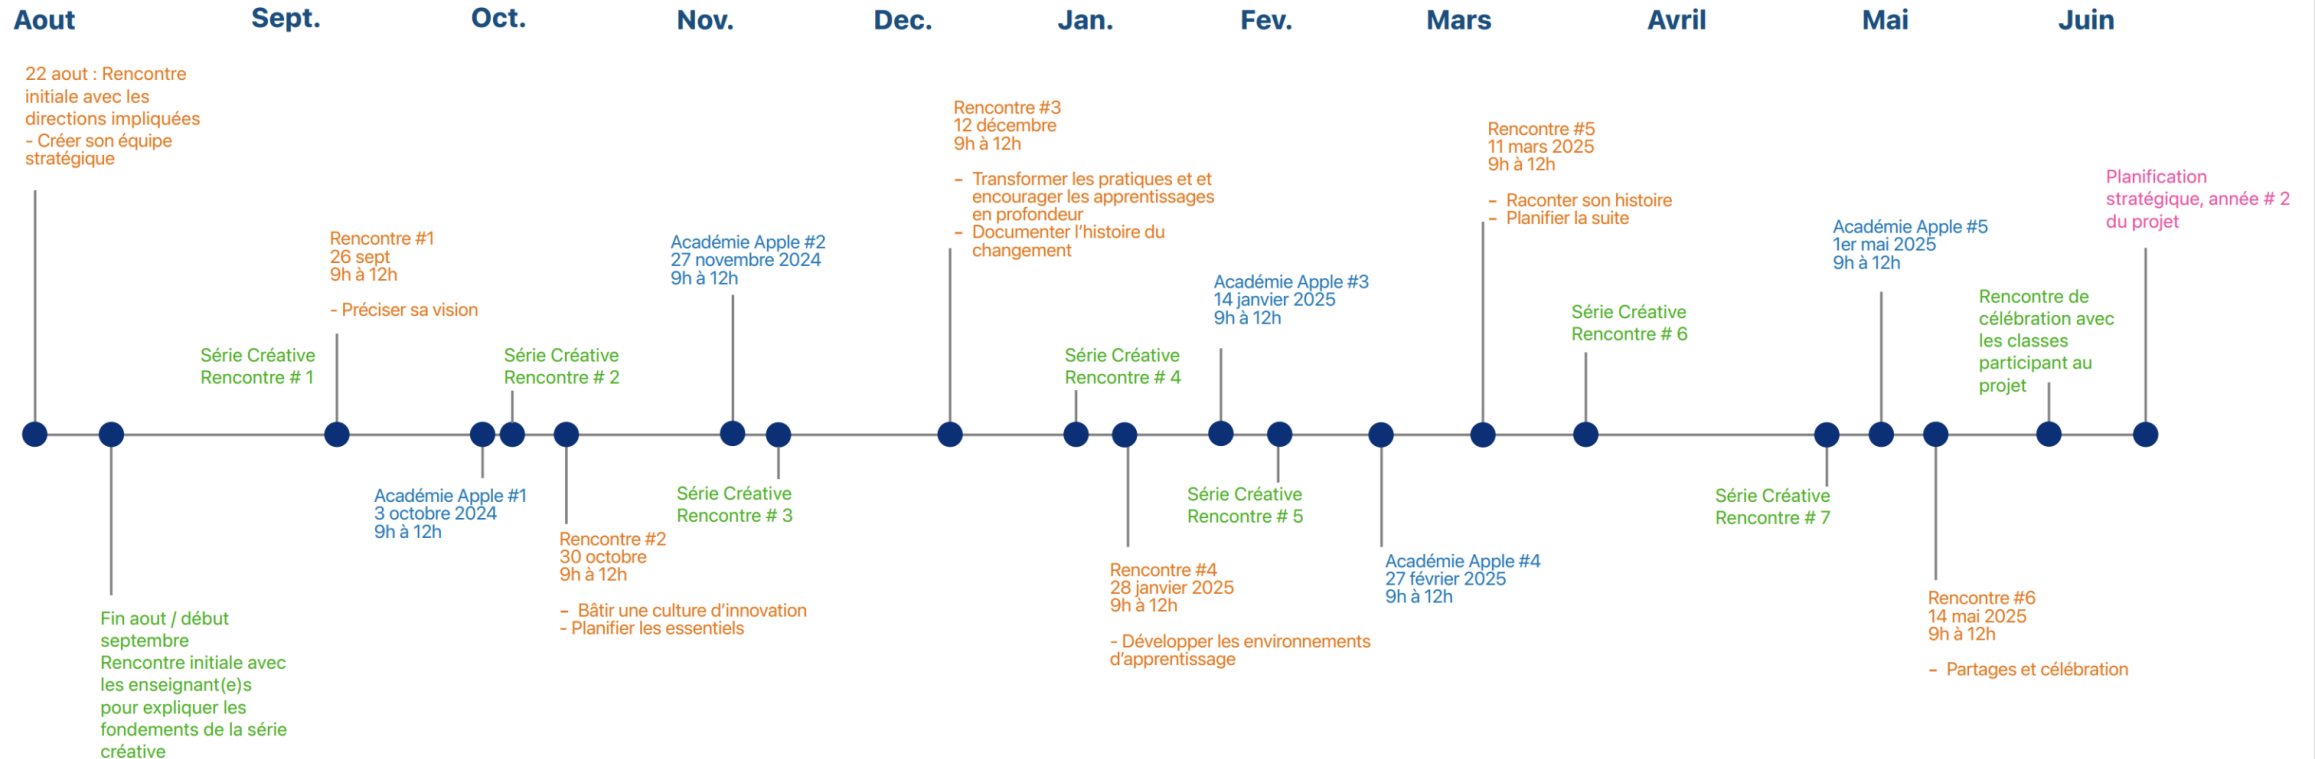 Aout
Sept.
Oct.
Nov.
Dec.
Jan.
Fev.
Mars
Avril
Mai
Juin
22 aout : Rencontre
initiale avec les
directions impliquées
- Créer son équipe
stratégique
Fin aout / début
septembre
Rencontre initiale avec
les enseignant(e)s
pour expliquer les
fondements de la série
créative
Série Créative
Rencontre # 1
Rencontre #1
26 sept
9h à 12h
- Préciser sa vision
Académie Apple #1
3 octobre 2024
9h à 12h
Série Créative
Rencontre # 2
Rencontre #2
30 octobre
9h à 12h
- Bâtir une culture d'innovation
- Planifier les essentiels
Académie Apple #2
27 novembre 2024
9h à 12h
Série Créative
Rencontre # 3
Rencontre #3
12 décembre
9h à 12h
- Transformer les pratiques et et
encourager les apprentissages
en profondeur
- Documenter l'histoire du
changement
Série Créative
Rencontre # 4
Rencontre #4
28 janvier 2025
9h à 12h
- Développer les environnements
d'apprentissage
Académie Apple #3
14 janvier 2025
9h à 12h
Série Créative
Rencontre # 5
Académie Apple #4
27 février 2025
9h à 12h
Rencontre #5
11 mars 2025
9h à 12h
- Raconter son histoire
- Planifier la suite
Série Créative
Rencontre # 6
Série Créative
Rencontre # 7
Académie Apple #5
1er mai 2025
9h à 12h
Rencontre #6
14 mai 2025
9h à 12h
- Partages et célébration
Rencontre de
célébration avec
les classes
participant au
projet
Planification
stratégique, année # 2
du projet